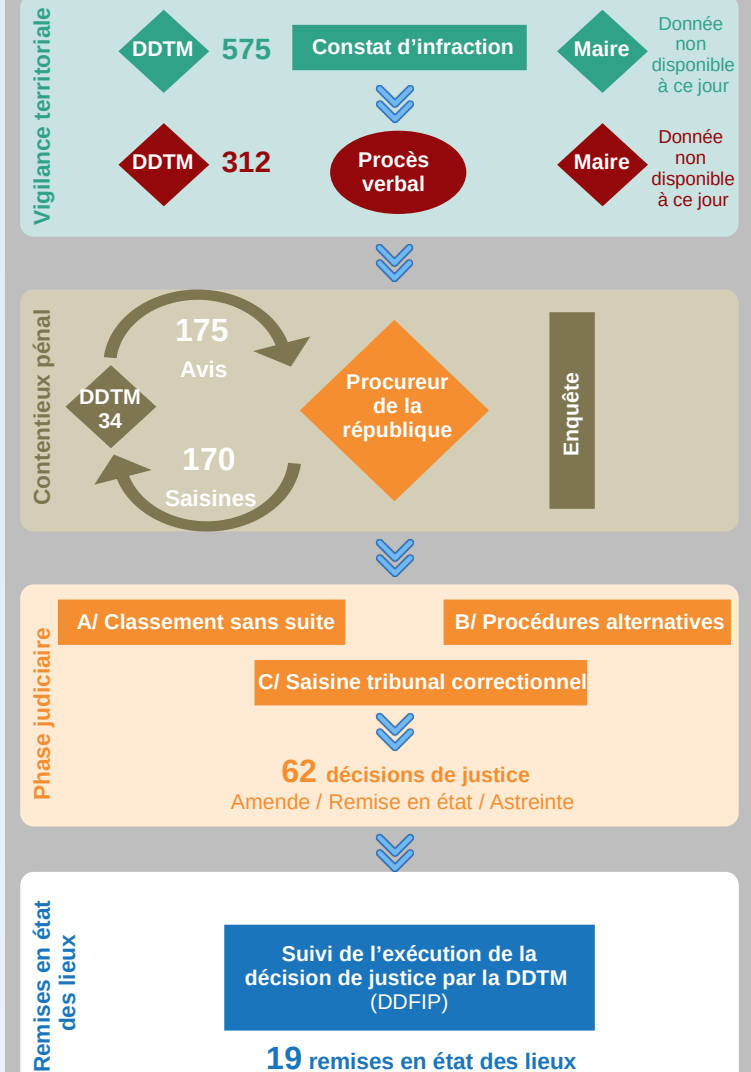 Vigilance territoriale
DDTM
575
Constat d’infraction
Maire
Donnée
non
disponible
à ce jour
DDTM
312
Procès
verbal
Maire
Donnée
non
disponible
à ce jour
Contentieux pénal
175
Avis
DDTM
34
170
Saisines
Procureur
de la
république
Enquête
Phase judiciaire
A/ Classement sans suite
B/ Procédures alternatives
C/ Saisine tribunal correctionnel
62 décisions de justice
Amende / Remise en état / Astreinte
Remises en état
des lieux
Suivi de l’exécution de la
décision de justice par la DDTM
(DDFIP)
19 remises en état des lieux